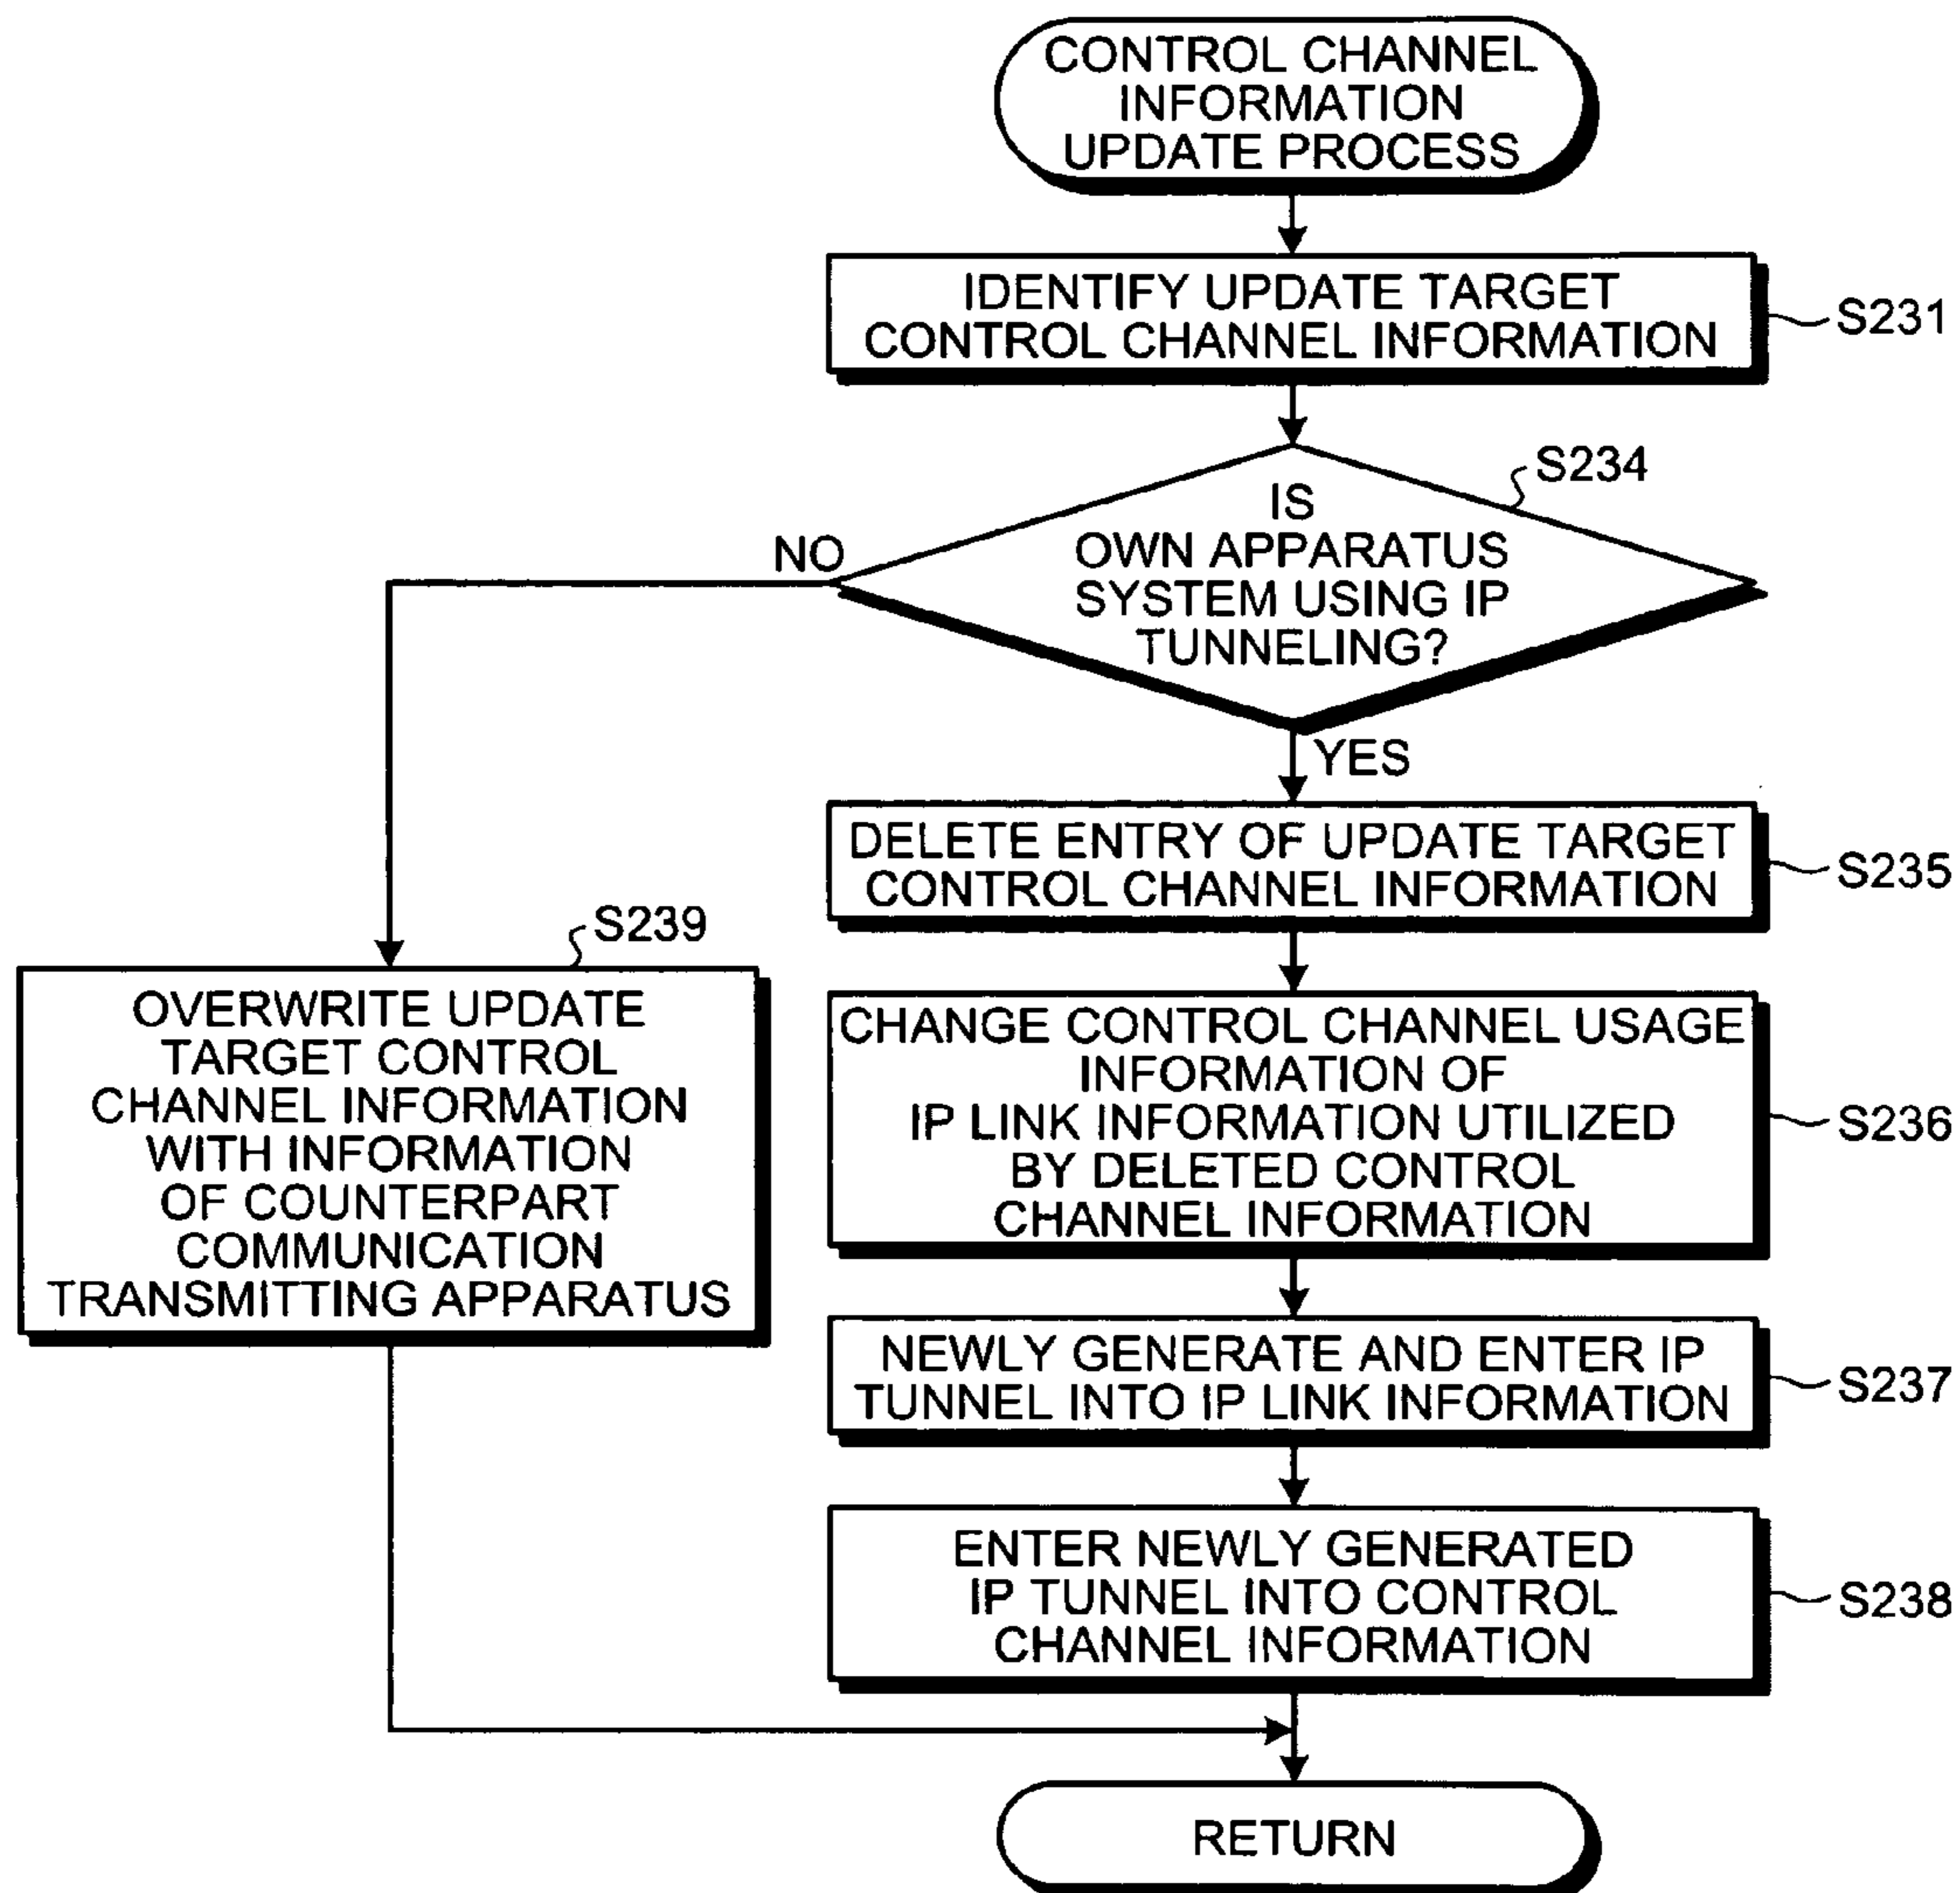 CONTROL CHANNEL
INFORMATION
UPDATE PROCESS
IDENTIFY UPDATE TARGET
CONTROL CHANNEL INFORMATION
S231
S234
IS
OWN APPARATUS
SYSTEM USING IP
TUNNELING?
NO
YES
DELETE ENTRY OF UPDATE TARGET
CONTROL CHANNEL INFORMATION
S235
S239
OVERWRITE UPDATE
TARGET CONTROL
CHANNEL INFORMATION
WITH INFORMATION
OF COUNTERPART
COMMUNICATION
TRANSMITTING APPARATUS
CHANGE CONTROL CHANNEL USAGE
INFORMATION OF
IP LINK INFORMATION UTILIZED
BY DELETED CONTROL
CHANNEL INFORMATION
S236
NEWLY GENERATE AND ENTER IP
TUNNEL INTO IP LINK INFORMATION
S237
ENTER NEWLY GENERATED
IP TUNNEL INTO CONTROL
CHANNEL INFORMATION
S238
RETURN